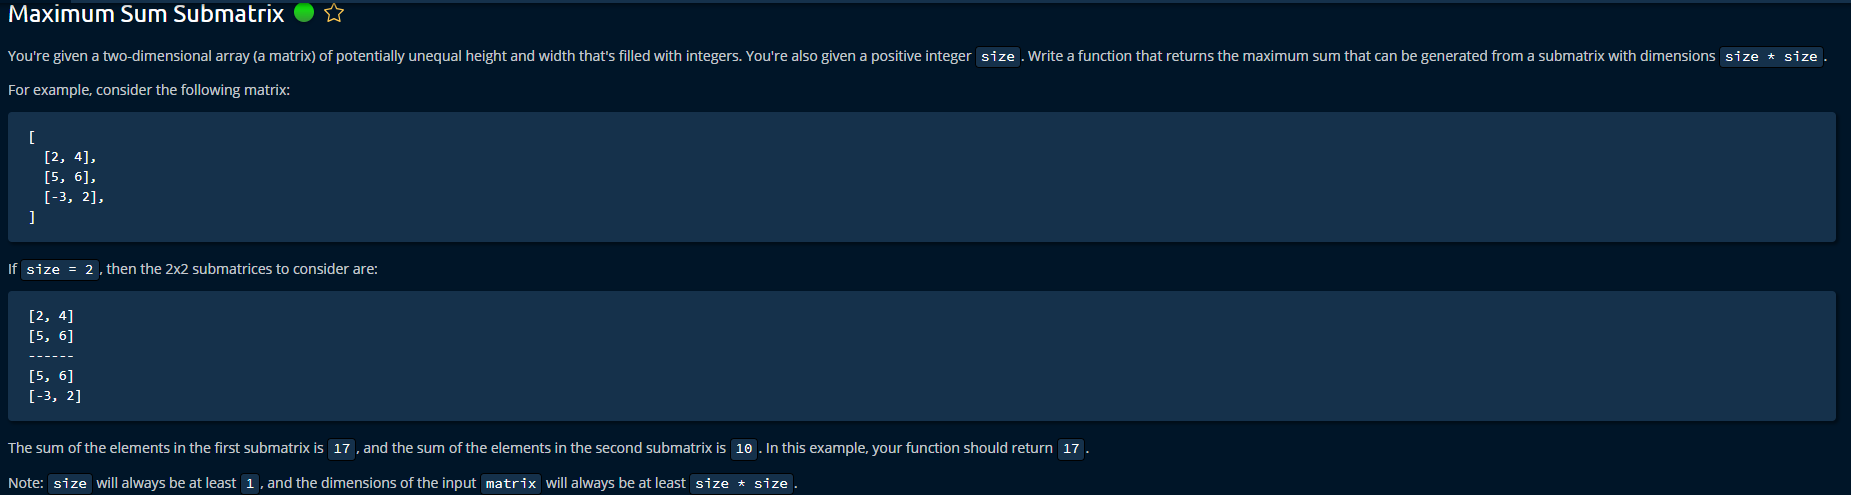 Maximum Sum Submatrix
You're given a two-dimensional array (a matrix) of potentially unequal height and width that's filled with integers. You're also given a positive integer size . Write a function that returns the maximum sum that can be generated from a submatrix with dimensions size * size .
For example, consider the following matrix:
[
[2, 4],
[5, 6],
[-3, 2],
]
If size = 2 , then the 2x2 submatrices to consider are:
[2, 4]
[5, 6]
------
[5, 6]
[-3, 2]
The sum of the elements in the first submatrix is 17 , and the sum of the elements in the second submatrix is 10 . In this example, your function should return 17 .
Note: size will always be at least 1 , and the dimensions of the input matrix will always be at least size * size .